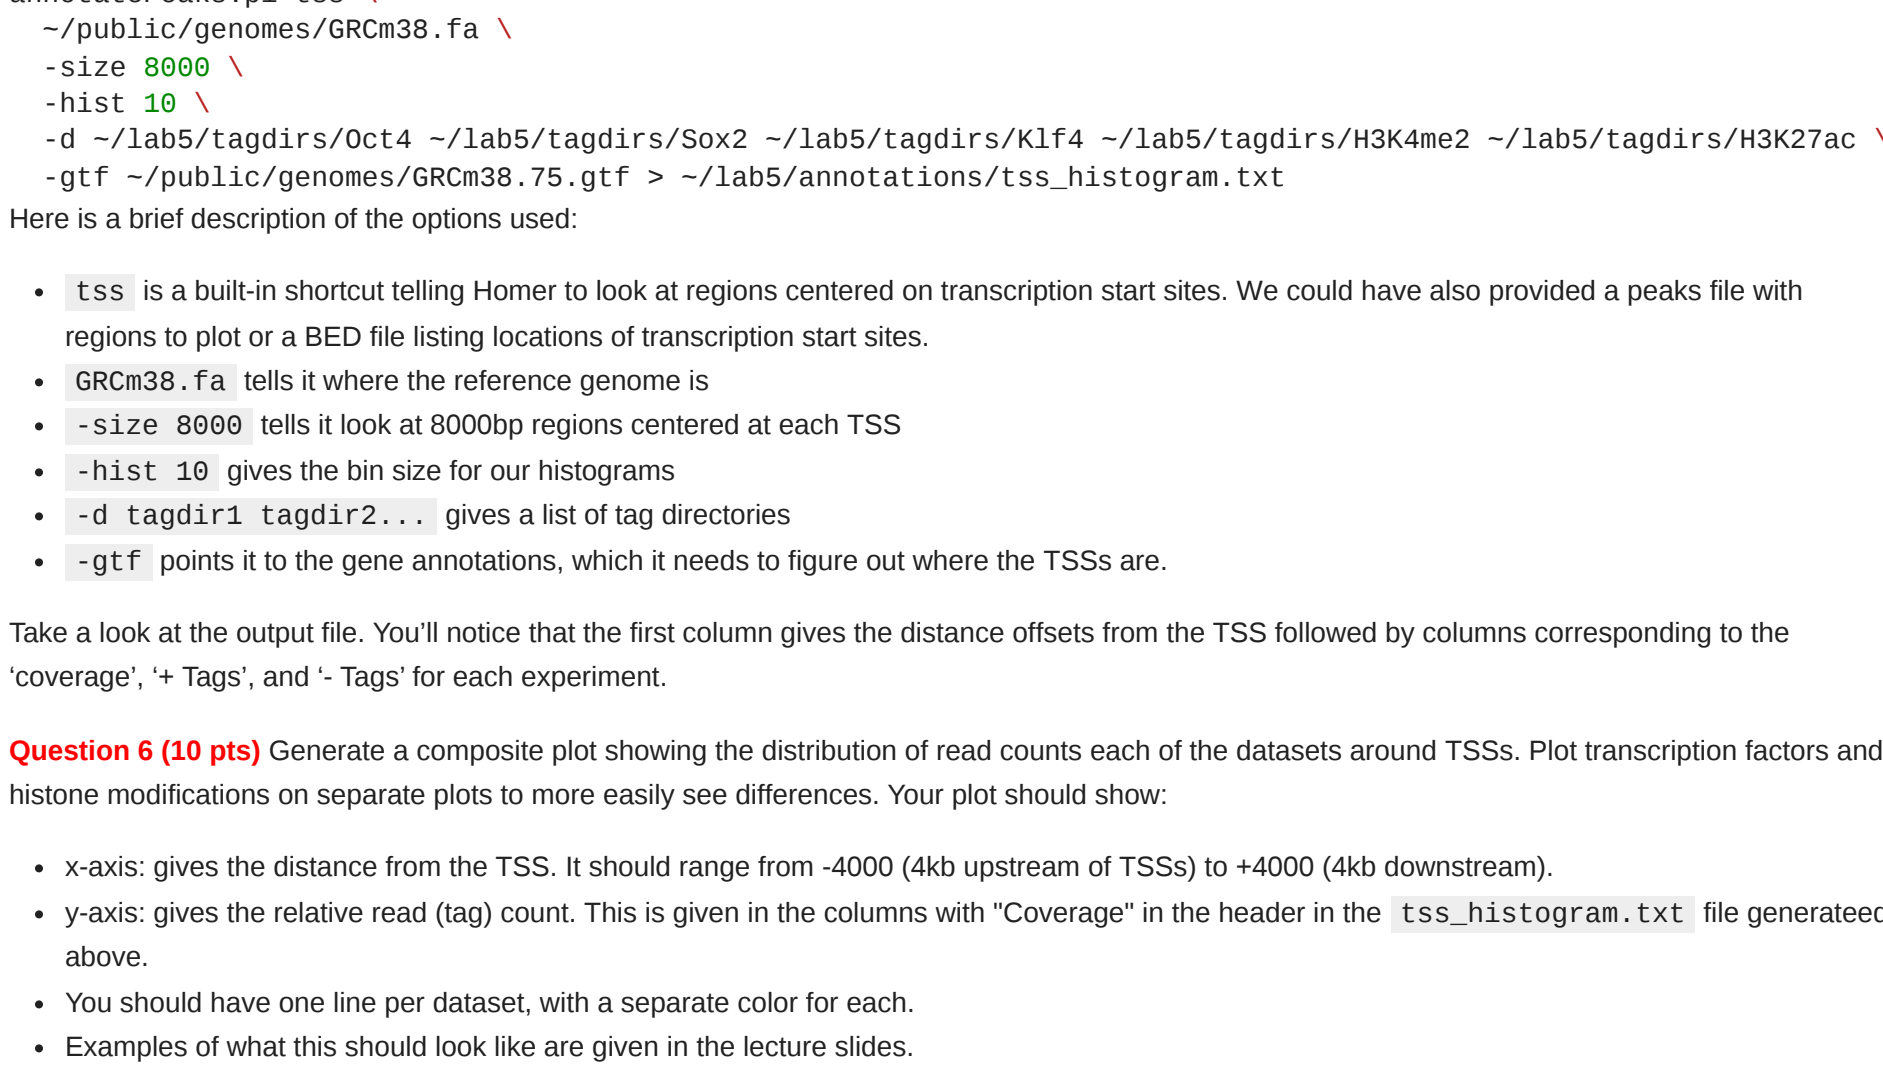 ~/public/genomes/GRCm38.fa \
-size 8000 \
-hist 10 \
-d ~/lab5/tagdirs/Oct4 ~/lab5/tagdirs/Sox2 ~/lab5/tagdirs/Klf4 ~/lab5/tagdirs/H3K4me2 ~/lab5/tagdirs/H3K27ac \
-gtf ~/public/genomes/GRCm38.75.gtf > ~/lab5/annotations/tss_histogram.txt
Here is a brief description of the options used:
• tss is a built-in shortcut telling Homer to look at regions centered on transcription start sites. We could have also provided a peaks file with
regions to plot or a BED file listing locations of transcription start sites.
• GRCm38.fa tells it where the reference genome is
• -size 8000 tells it look at 8000bp regions centered at each TSS
• -hist 10 gives the bin size for our histograms
• -d tagdir1 tagdir2... gives a list of tag directories
• -gtf points it to the gene annotations, which it needs to figure out where the TSSs are.
Take a look at the output file. You’ll notice that the first column gives the distance offsets from the TSS followed by columns corresponding to the
‘coverage’, ‘+ Tags’, and ‘- Tags’ for each experiment.
Question 6 (10 pts) Generate a composite plot showing the distribution of read counts each of the datasets around TSSs. Plot transcription factors and
histone modifications on separate plots to more easily see differences. Your plot should show:
• x-axis: gives the distance from the TSS. It should range from -4000 (4kb upstream of TSSs) to +4000 (4kb downstream).
• y-axis: gives the relative read (tag) count. This is given in the columns with "Coverage" in the header in the tss_histogram.txt file generateed
above.
• You should have one line per dataset, with a separate color for each.
• Examples of what this should look like are given in the lecture slides.